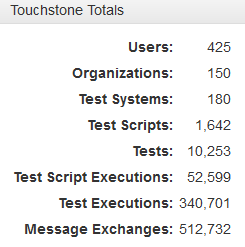 Touchstone Totals
Users: 425
Organizations: 150
Test Systems: 180
Test Scripts: 1,642
Tests: 10,253
Test Script Executions: 52,599
Test Executions: 340,701
Message Exchanges: 512,732